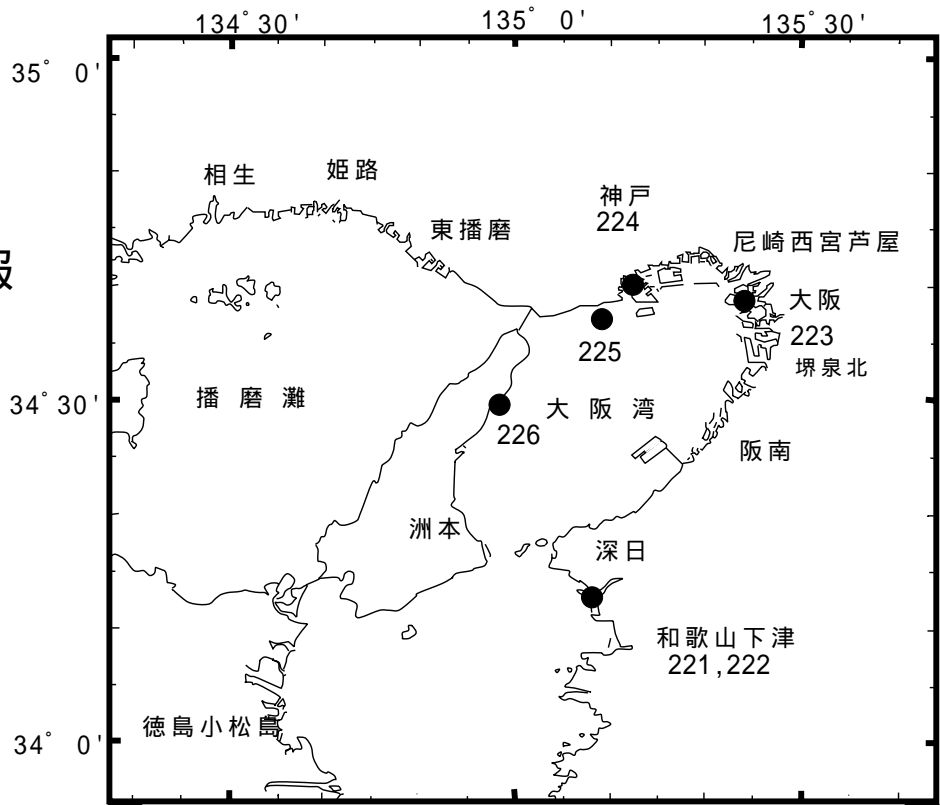 134° 30'
135° 0'
135° 30'
35° 0'
相生
姫路
神戸
224
東播磨
尼崎西宮芦屋
報
大阪
223
225
堺泉北
34° 30'
播磨灘
大阪湾
226
阪南
洲本
深日
和歌山下津
221,222
徳島小松島
34° 0'